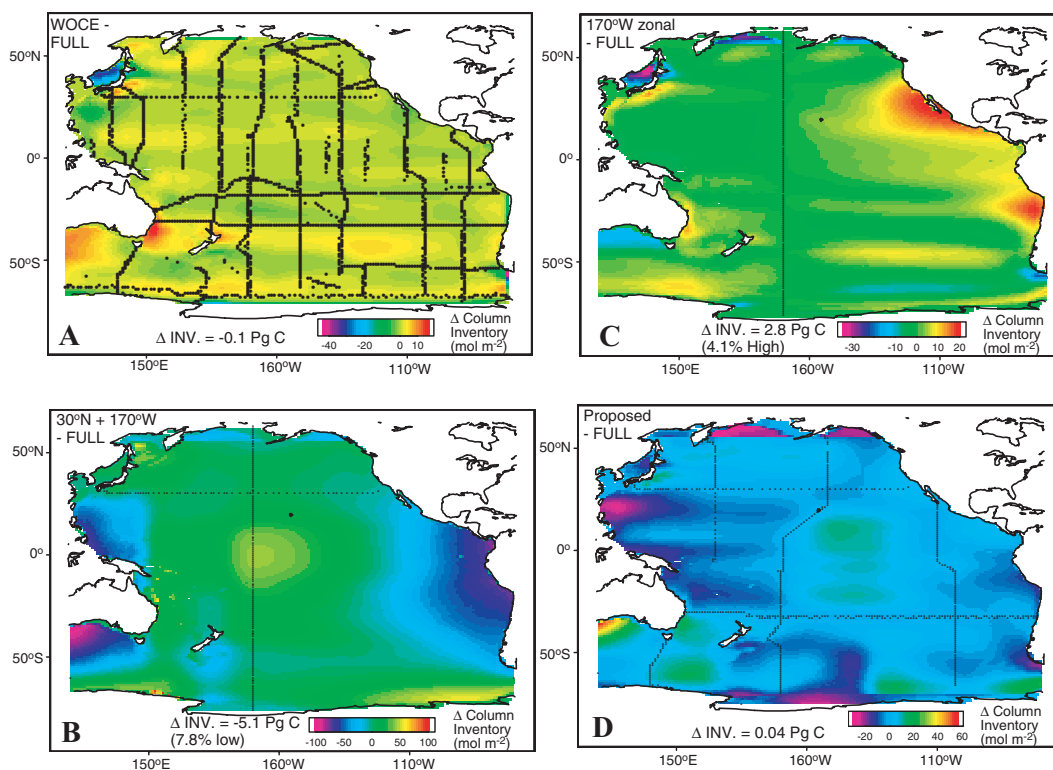 WOCE -
FULL
50°N
0°
50°S
A
Δ INV. = -0.1 Pg C
-40 -20 0 10
Δ Column
Inventory
(mol m-2)
150°E 160°W 110°W
170°W zonal
- FULL
50°N
0°
50°S
C
Δ INV. = 2.8 Pg C
(4.1% High)
-30 -10 0 10 20
Δ Column
Inventory
(mol m-2)
150°E 160°W 110°W
30°N + 170°W
- FULL
50°N
0°
50°S
B
Δ INV. = -5.1 Pg C
(7.8% low)
-100 -50 0 50 100
Δ Column
Inventory
(mol m-2)
150°E 160°W 110°W
Proposed
- FULL
50°N
0°
50°S
D
Δ INV. = 0.04 Pg C
-20 0 20 40 60
Δ Column
Inventory
(mol m-2)
150°E 160°W 110°W